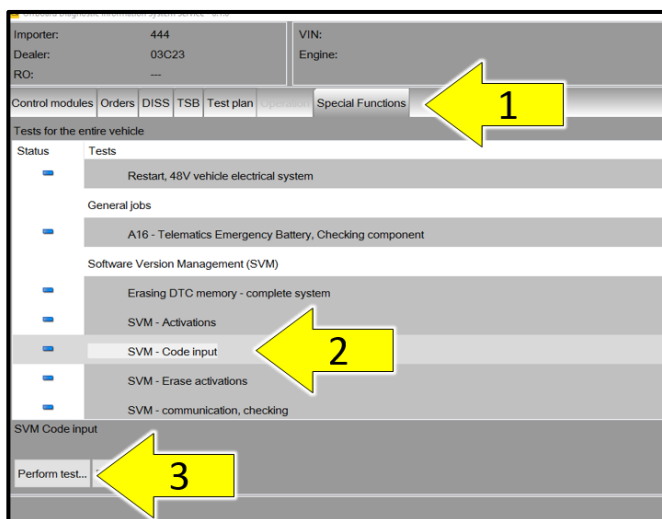 Importer: 444 VIN:
Dealer: 03C23 Engine:
RO: ---
Control modules Orders DISS TSB Test plan Operation Special Functions 1
Tests for the entire vehicle
Status Tests
Restart, 48V vehicle electrical system
General jobs
A16 - Telematics Emergency Battery, Checking component
Software Version Management (SVM)
Erasing DTC memory - complete system
SVM - Activations
SVM - Code input 2
SVM - Erase activations
SVM - communication, checking
SVM Code input
Perform test... 3